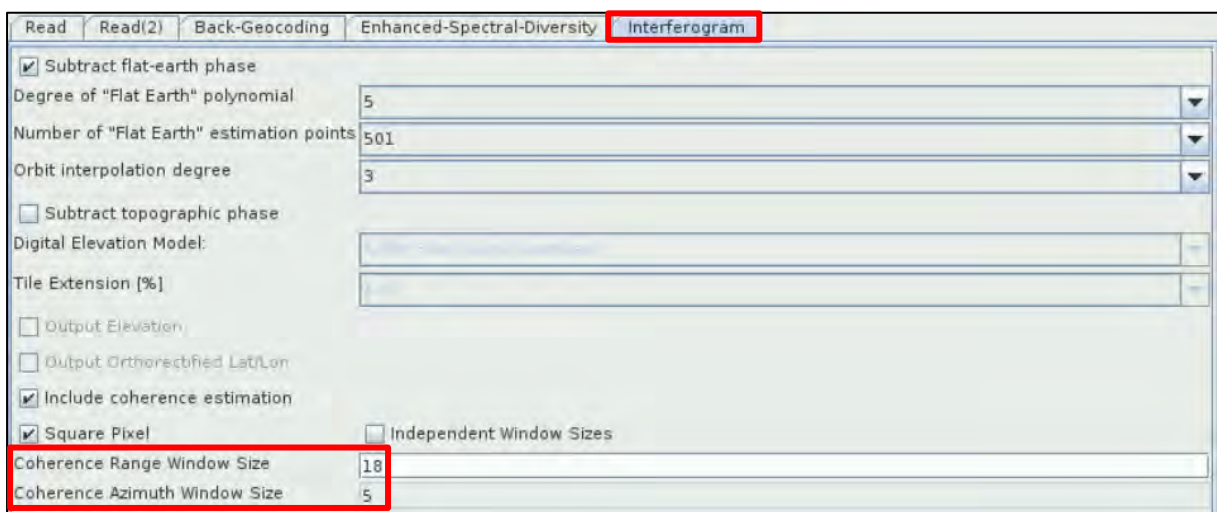 Read Read(2) Back-Geocoding Enhanced-Spectral-Diversity Interferogram
Subtract flat-earth phase
Degree of "Flat Earth" polynomial 5
Number of "Flat Earth" estimation points 501
Orbit interpolation degree 3
Subtract topographic phase
Digital Elevation Model:
Tile Extension [%]
Output Elevation
Output Orthorectified Lat/Lon
Include coherence estimation
Square Pixel Independent Window Sizes
Coherence Range Window Size 18
Coherence Azimuth Window Size 5